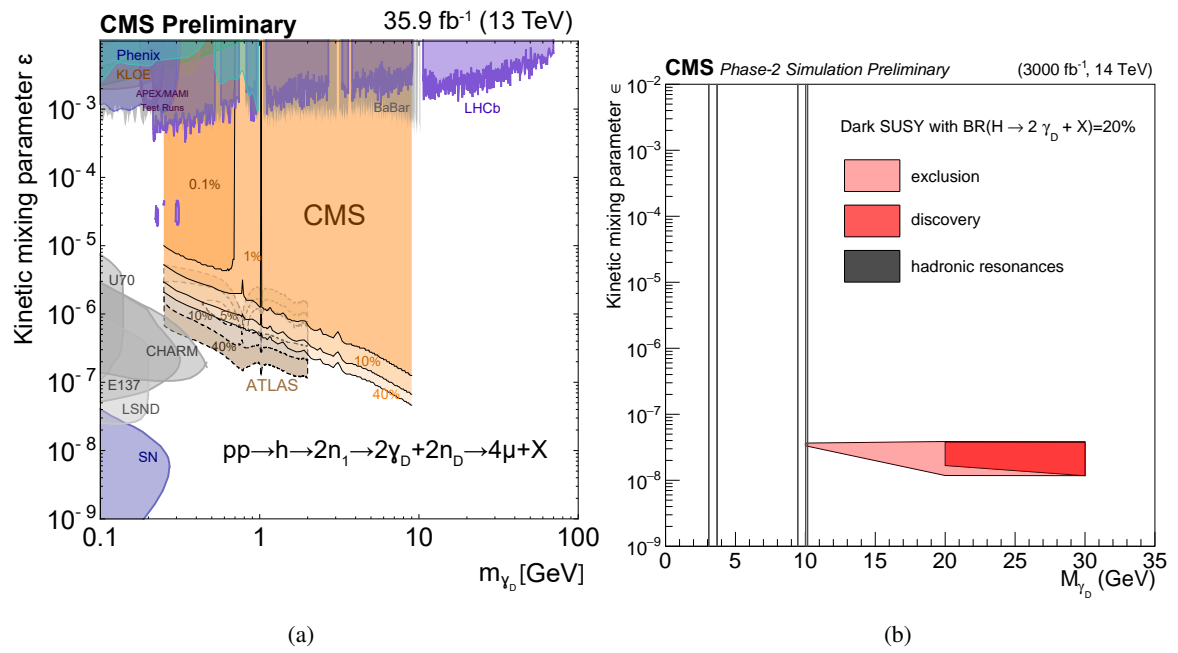 CMS Preliminary 35.9 fb⁻¹ (13 TeV)
Kinetic mixing parameter ε
10⁻³
10⁻⁴
10⁻⁵
10⁻⁶
10⁻⁷
10⁻⁸
10⁻⁹
Phenix
KLOE
APEX/MAMI
Test Runs
BaBar
LHCb
0.1%
CMS
1%
U70
10% 5%
CHARM
40%
10%
ATLAS
40%
E137
LSND
SN
pp→h→2n₁→2γ_D+2n_D→4μ+X
0.1 1 10 100
m_γ_D [GeV]
(a)
CMS Phase-2 Simulation Preliminary (3000 fb⁻¹, 14 TeV)
Kinetic mixing parameter ε
10⁻²
10⁻³
10⁻⁴
10⁻⁵
10⁻⁶
10⁻⁷
10⁻⁸
10⁻⁹
Dark SUSY with BR(H → 2 γ_D + X)=20%
exclusion
discovery
hadronic resonances
0 5 10 15 20 25 30 35
M_γ_D (GeV)
(b)